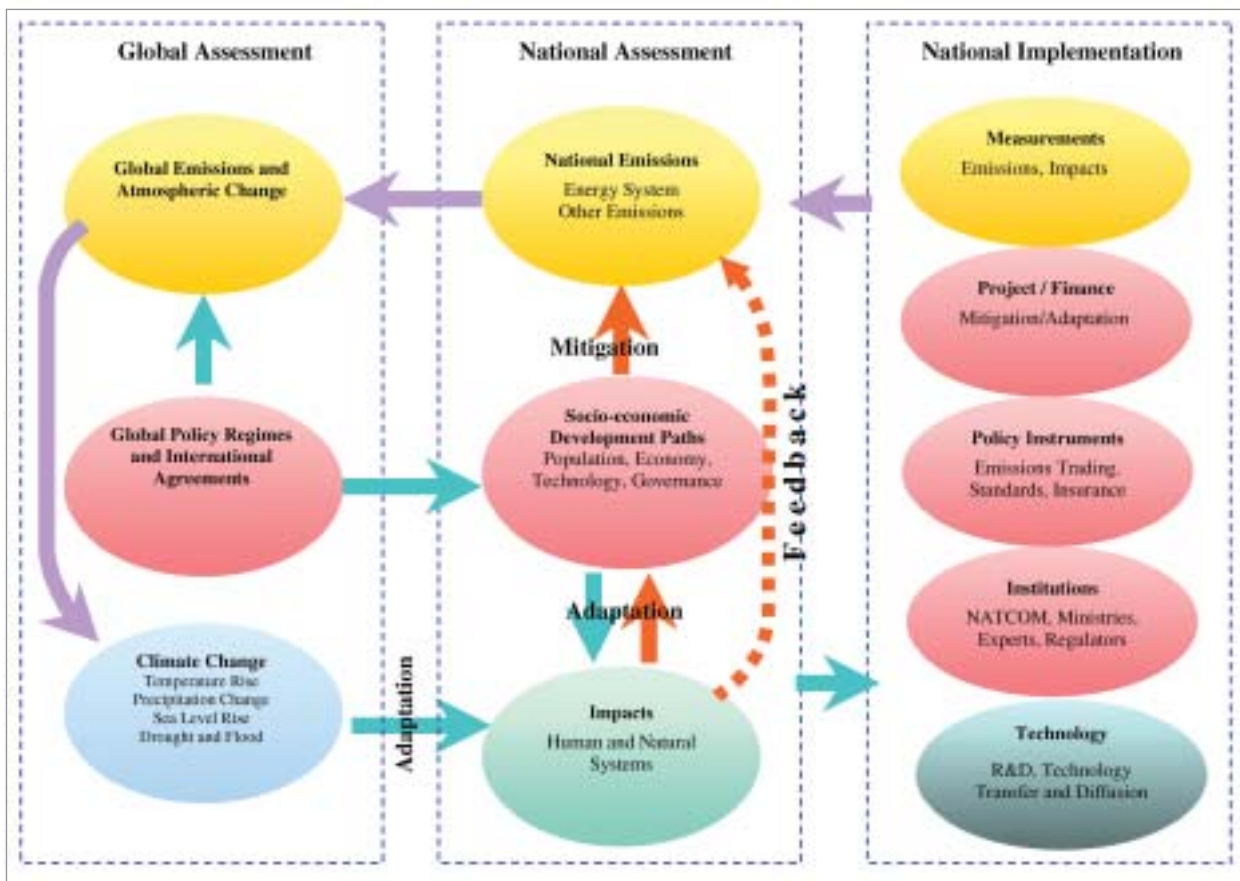 Global Assessment
Global Emissions and
Atmospheric Change
Global Policy Regimes
and International
Agreements
Climate Change
Temperature Rise
Precipitation Change
Sea Level Rise
Drought and Flood
Adaptation
National Assessment
National Emissions
Energy System
Other Emissions
Mitigation
Socio-economic
Development Paths
Population, Economy,
Technology, Governance
Adaptation
Impacts
Human and Natural
Systems
Feedback
National Implementation
Measurements
Emissions, Impacts
Project / Finance
Mitigation/Adaptation
Policy Instruments
Emissions Trading,
Standards, Insurance
Institutions
NATCOM, Ministries,
Experts, Regulators
Technology
R&D, Technology
Transfer and Diffusion